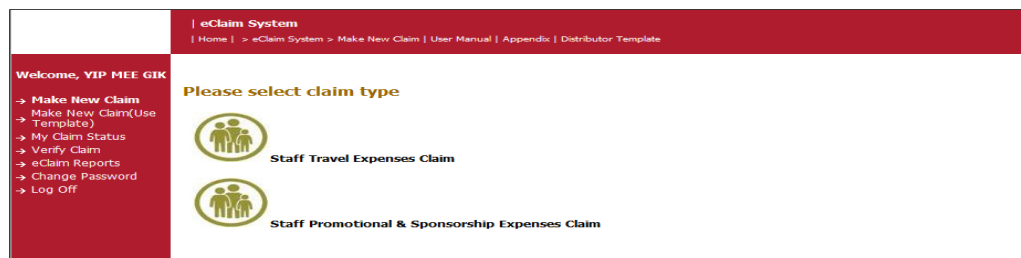 | eClaim System
| Home | > eClaim System > Make New Claim | User Manual | Appendix | Distributor Template
Welcome, YIP MEE GIK
→ Make New Claim
→ Make New Claim(Use
Template)
→ My Claim Status
→ Verify Claim
→ eClaim Reports
→ Change Password
→ Log Off
Please select claim type
Staff Travel Expenses Claim
Staff Promotional & Sponsorship Expenses Claim